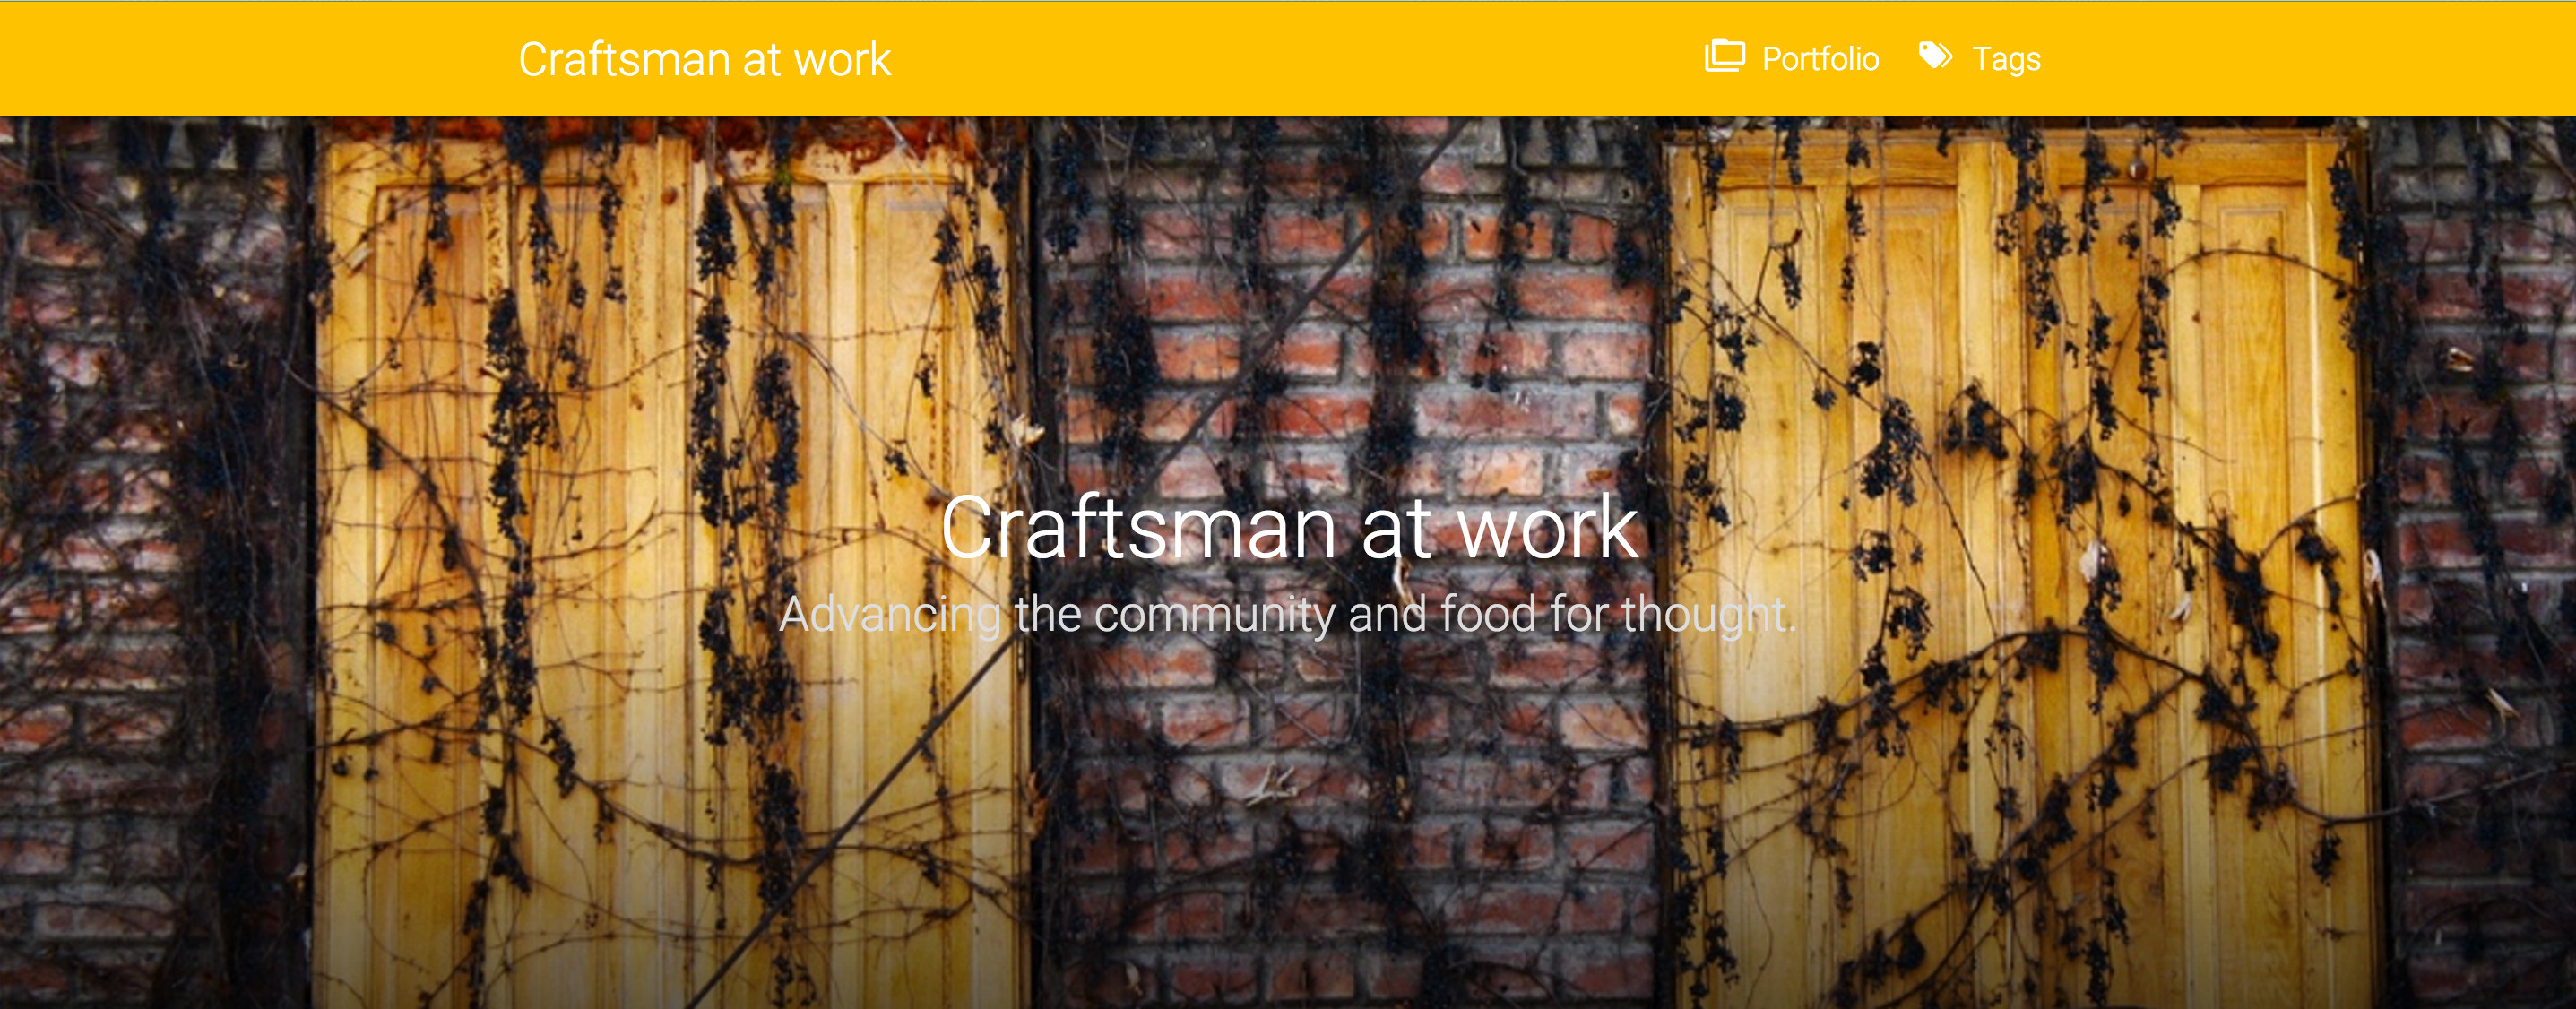 Craftsman at work
Portfolio Tags
Craftsman at work
Advancing the community and food for thought.